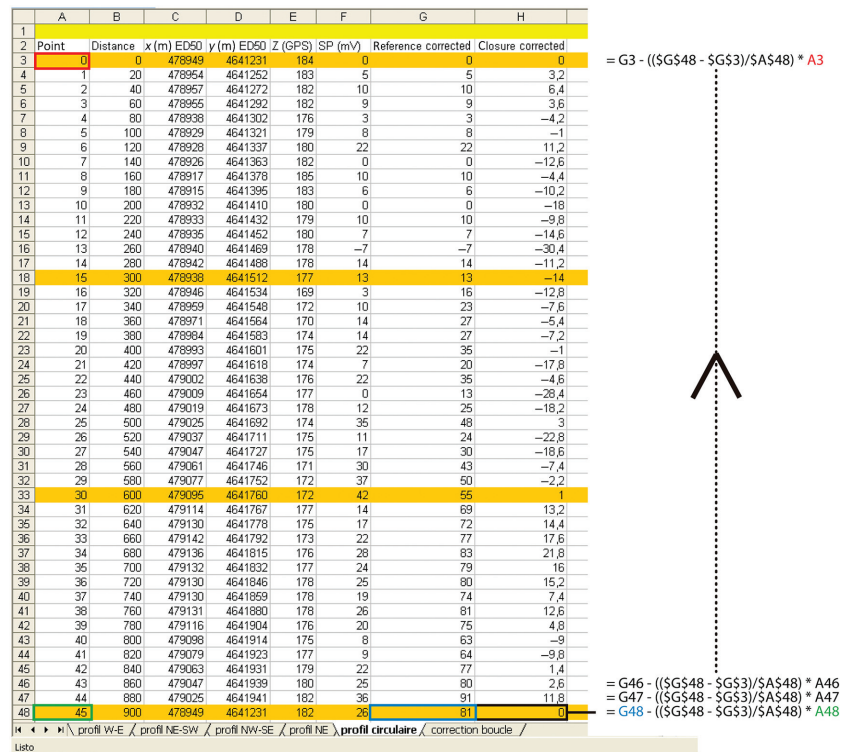 A B C D E F G H
1
2 Point Distance x (m) ED50 y (m) ED50 Z (GPS) SP (mV) Reference corrected Closure corrected
3 0 0 478949 4641231 184 0 0 0 = G3 - (($G$48 - $G$3)/$A$48) * A3
4 1 20 478954 4641252 183 5 5 3,2
5 2 40 478957 4641272 182 10 10 6,4
6 3 60 478955 4641292 182 9 9 3,6
7 4 80 478938 4641302 176 3 3 –4,2
8 5 100 478929 4641321 179 8 8 –1
9 6 120 478928 4641337 180 22 22 11,2
10 7 140 478926 4641363 182 0 0 –12,6
11 8 160 478917 4641378 185 10 10 –4,4
12 9 180 478915 4641395 183 6 6 –10,2
13 10 200 478932 4641410 180 0 0 –18
14 11 220 478933 4641432 179 10 10 –9,8
15 12 240 478935 4641452 180 7 7 –14,6
16 13 260 478940 4641469 178 –7 –7 –30,4
17 14 280 478942 4641488 178 14 14 –11,2
18 15 300 478938 4641512 177 13 13 –14
19 16 320 478946 4641534 169 3 16 –12,8
20 17 340 478959 4641548 172 10 23 –7,6
21 18 360 478971 4641564 170 14 27 –5,4
22 19 380 478984 4641583 174 14 27 –7,2
23 20 400 478993 4641601 175 22 35 –1
24 21 420 478997 4641618 174 7 20 –17,8
25 22 440 479002 4641638 176 22 35 –4,6
26 23 460 479009 4641654 177 0 13 –28,4
27 24 480 479019 4641673 178 12 25 –18,2
28 25 500 479025 4641692 174 35 48 3
29 26 520 479037 4641711 175 11 24 –22,8
30 27 540 479047 4641727 175 17 30 –18,6
31 28 560 479061 4641746 171 30 43 –7,4
32 29 580 479077 4641752 172 37 50 –2,2
33 30 600 479095 4641760 172 42 55 1
34 31 620 479114 4641767 177 14 69 13,2
35 32 640 479130 4641778 175 17 72 14,4
36 33 660 479142 4641792 173 22 77 17,6
37 34 680 479136 4641815 176 28 83 21,8
38 35 700 479132 4641832 177 24 79 16
39 36 720 479130 4641846 178 25 80 15,2
40 37 740 479130 4641859 178 19 74 7,4
41 38 760 479131 4641880 178 26 81 12,6
42 39 780 479116 4641904 176 20 75 4,8
43 40 800 479098 4641914 175 8 63 –9
44 41 820 479079 4641923 177 9 64 –9,8
45 42 840 479063 4641931 179 22 77 1,4
46 43 860 479047 4641939 180 25 80 2,6 = G46 - (($G$48 - $G$3)/$A$48) * A46
47 44 880 479025 4641941 182 36 91 11,8 = G47 - (($G$48 - $G$3)/$A$48) * A47
48 45 900 478949 4641231 182 26 81 0 = G48 - (($G$48 - $G$3)/$A$48) * A48
profil W-E / profil NE-SW / profil NW-SE / profil NE / profil circulaire / correction boucle /
Listo